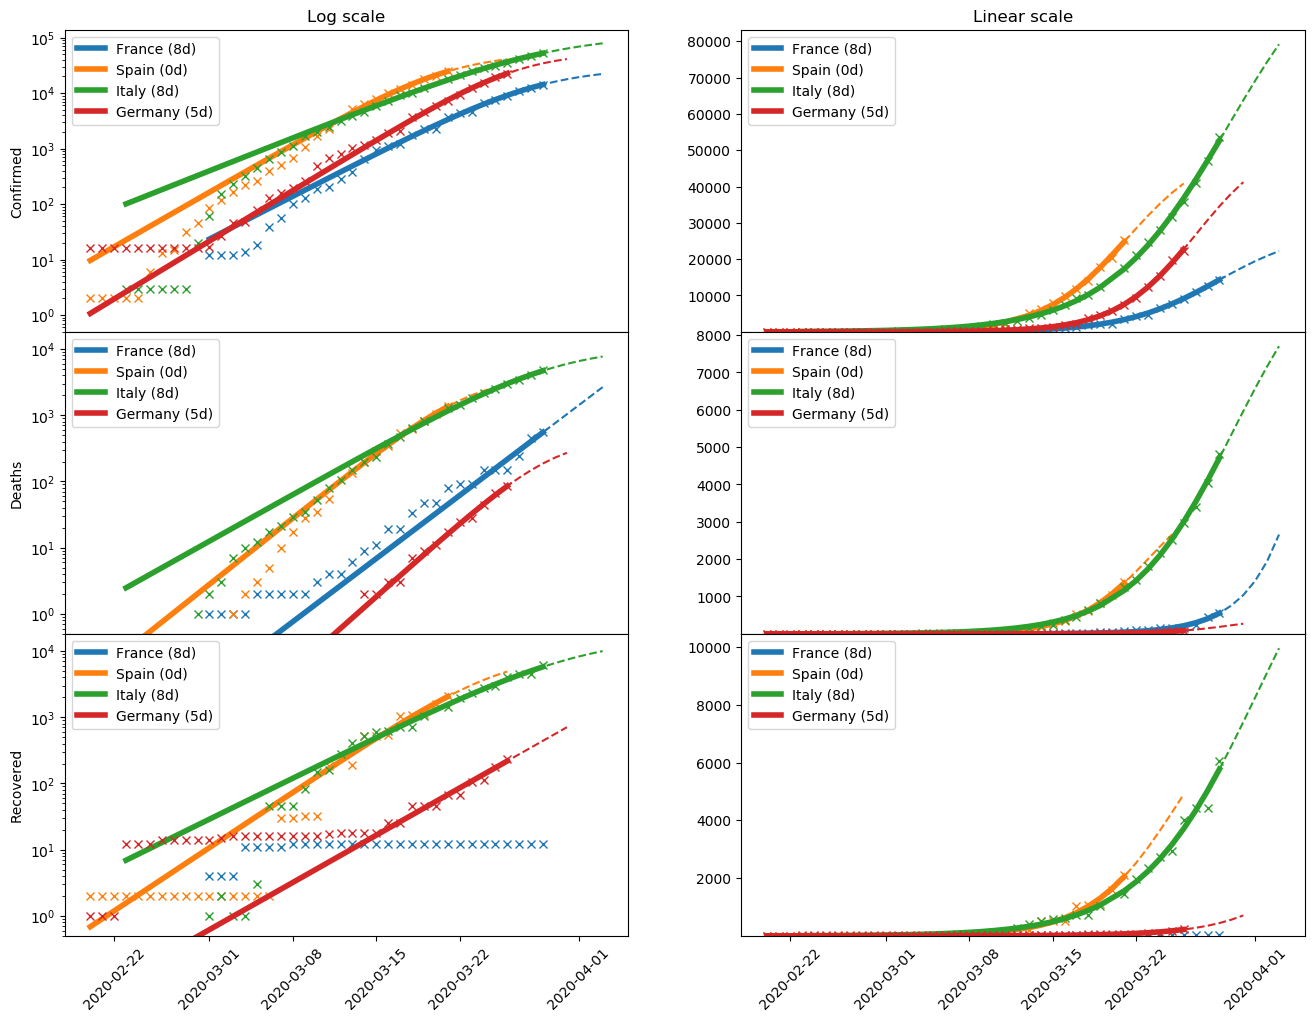 Log scale
Linear scale
Confirmed
10^5
10^4
10^3
10^2
10^1
10^0
France (8d)
Spain (0d)
Italy (8d)
Germany (5d)
80000
70000
60000
50000
40000
30000
20000
10000
France (8d)
Spain (0d)
Italy (8d)
Germany (5d)
Deaths
10^4
10^3
10^2
10^1
10^0
France (8d)
Spain (0d)
Italy (8d)
Germany (5d)
8000
7000
6000
5000
4000
3000
2000
1000
France (8d)
Spain (0d)
Italy (8d)
Germany (5d)
Recovered
10^4
10^3
10^2
10^1
10^0
France (8d)
Spain (0d)
Italy (8d)
Germany (5d)
10000
8000
6000
4000
2000
France (8d)
Spain (0d)
Italy (8d)
Germany (5d)
2020-02-22
2020-03-01
2020-03-08
2020-03-15
2020-03-22
2020-04-01
2020-02-22
2020-03-01
2020-03-08
2020-03-15
2020-03-22
2020-04-01